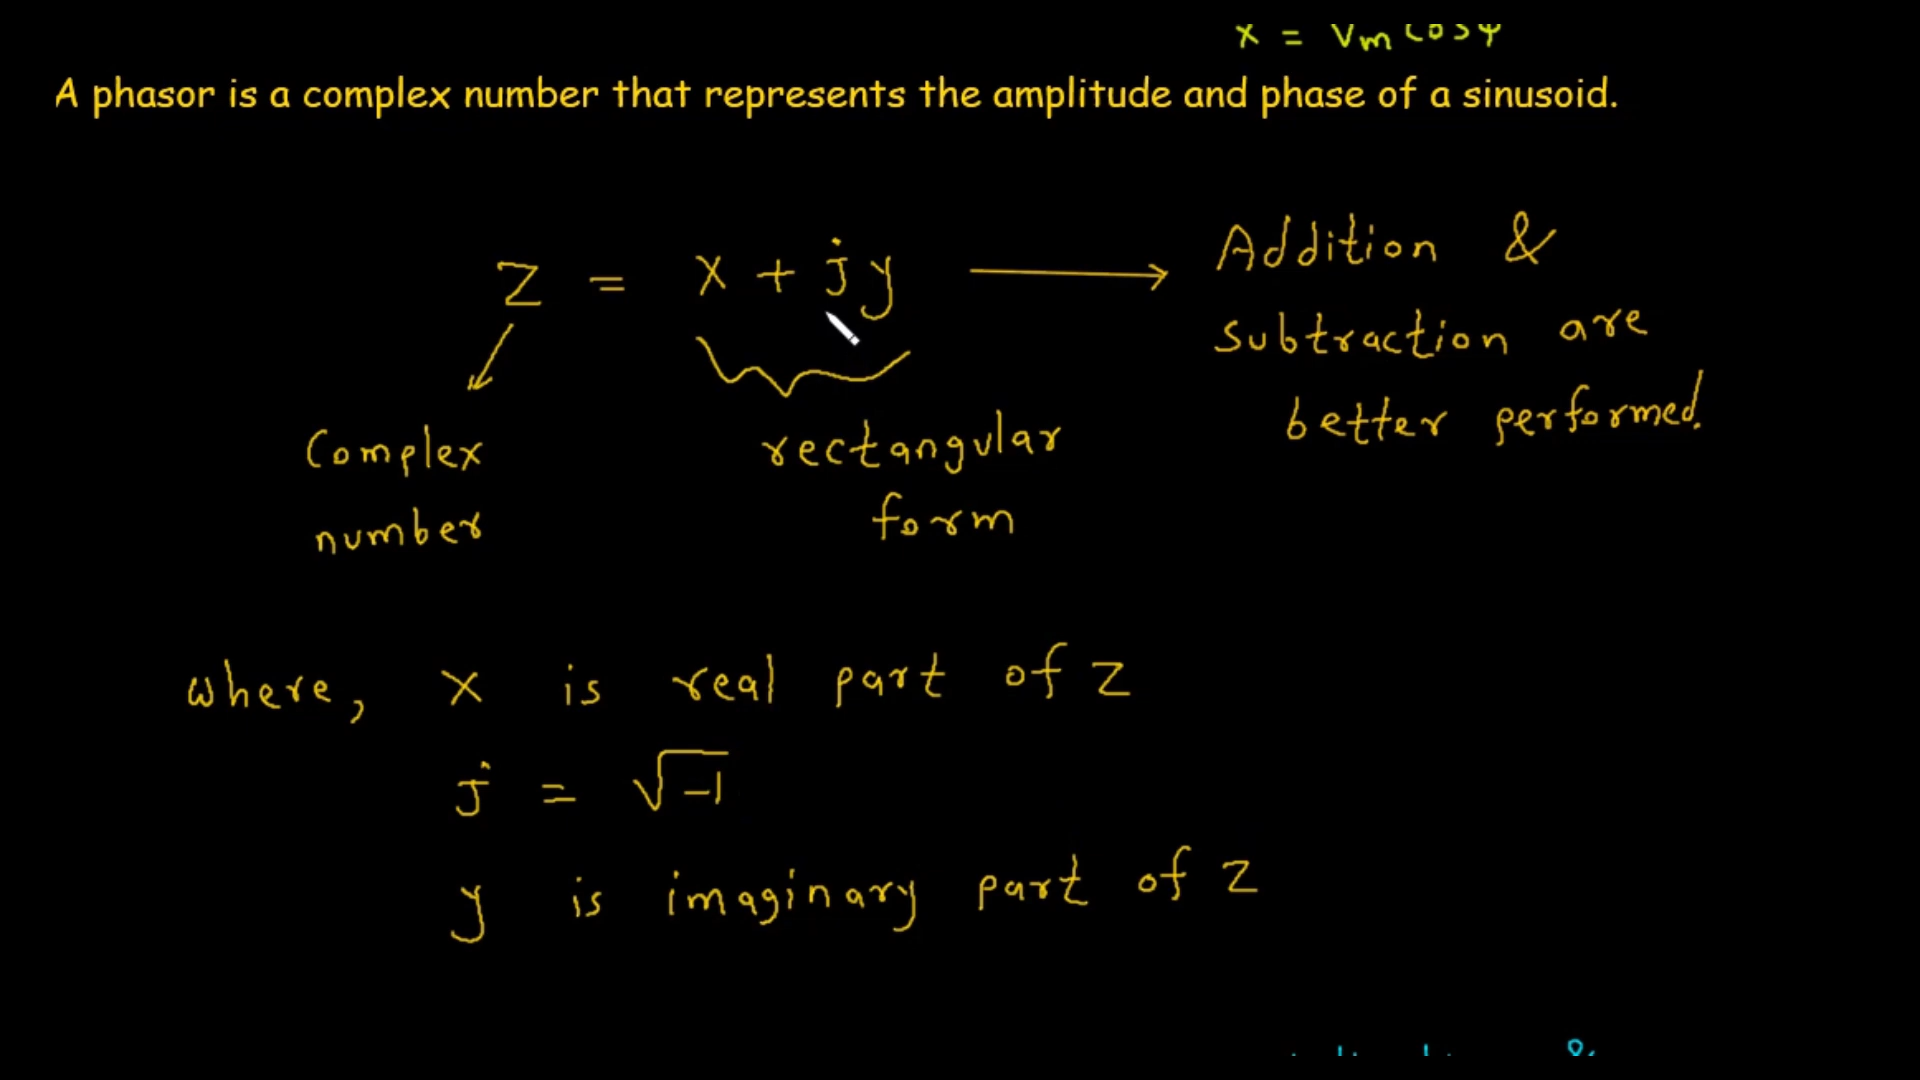 x = Vm cos φ
A phasor is a complex number that represents the amplitude and phase of a sinusoid.
z = x + jy → Addition &
subtraction are
better performed.
Complex
number
rectangular
form
where, x is real part of z
j = √-1
y is imaginary part of z